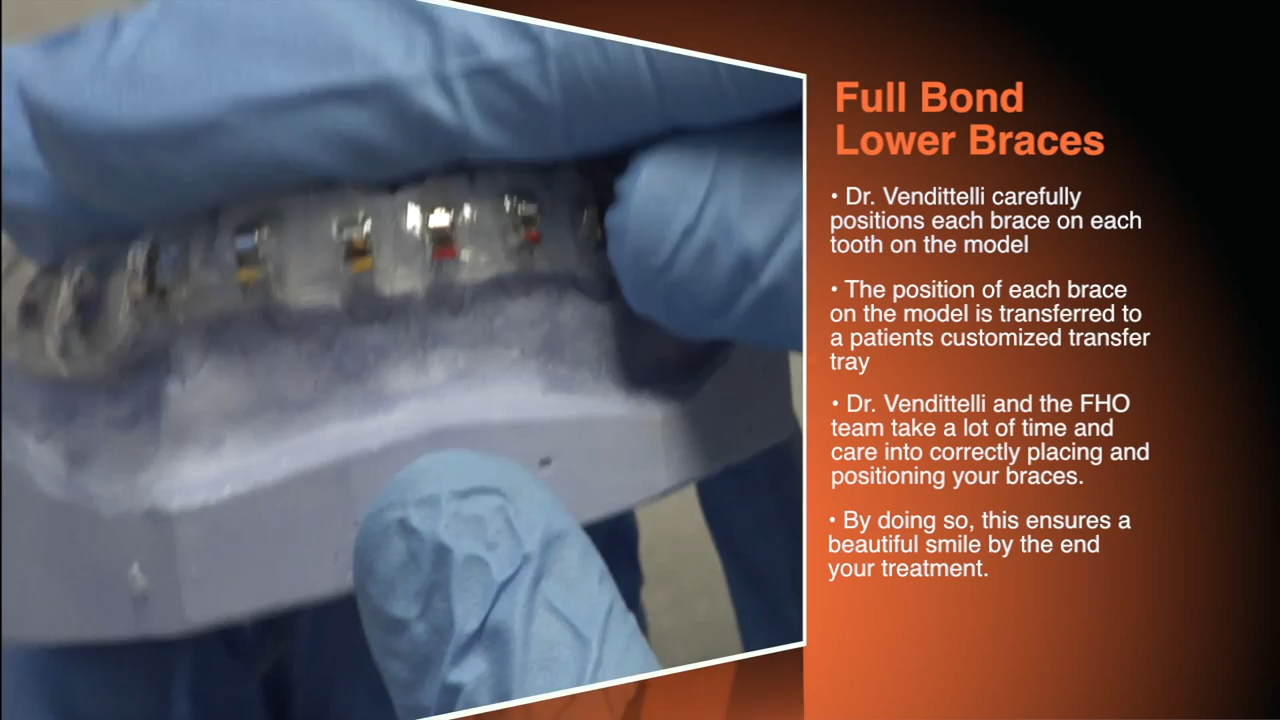 Full Bond
Lower Braces
• Dr. Vendittelli carefully
positions each brace on each
tooth on the model
• The position of each brace
on the model is transferred to
a patients customized transfer
tray
• Dr. Vendittelli and the FHO
team take a lot of time and
care into correctly placing and
positioning your braces.
• By doing so, this ensures a
beautiful smile by the end
your treatment.